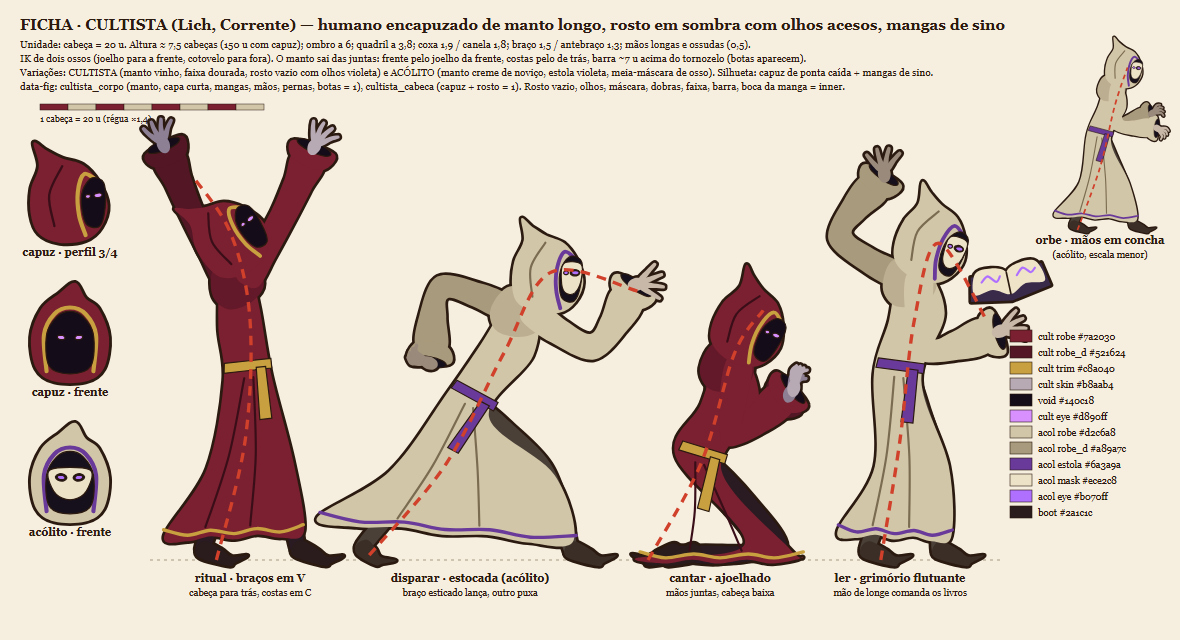 FICHA · CULTISTA (Lich, Corrente) — humano encapuzado de manto longo, rosto em sombra com olhos acesos, mangas de sino
Unidade: cabeça = 20 u. Altura ≈ 7,5 cabeças (150 u com capuz); ombro a 6; quadril a 3,8; coxa 1,9 / canela 1,8; braço 1,5 / antebraço 1,3; mãos longas e ossudas (0,5).
IK de dois ossos (joelho para a frente, cotovelo para fora). O manto sai das juntas: frente pelo joelho da frente, costas pelo de trás, barra ~7 u acima do tornozelo (botas aparecem).
Variações: CULTISTA (manto vinho, faixa dourada, rosto vazio com olhos violeta) e ACÓLITO (manto creme de noviço, estola violeta, meia-máscara de osso). Silhueta: capuz de ponta caída + mangas de sino.
data-fig: cultista_corpo (manto, capa curta, mangas, mãos, pernas, botas = 1), cultista_cabeca (capuz + rosto = 1). Rosto vazio, olhos, máscara, dobras, faixa, barra, boca da manga = inner.
1 cabeça = 20 u (régua ×1,4)
capuz · perfil 3/4
capuz · frente
acólito · frente
orbe · mãos em concha
(acólito, escala menor)
cult robe #7a2030
cult robe_d #521624
cult trim #c8a040
cult skin #b8aab4
void #140c18
cult eye #d890ff
acol robe #d2c6a8
acol robe_d #a89a7c
acol estola #6a3a9a
acol mask #ece2c8
acol eye #b070ff
boot #2a1c1c
ritual · braços em V
cabeça para trás, costas em C
disparar · estocada (acólito)
braço esticado lança, outro puxa
cantar · ajoelhado
mãos juntas, cabeça baixa
ler · grimório flutuante
mão de longe comanda os livros